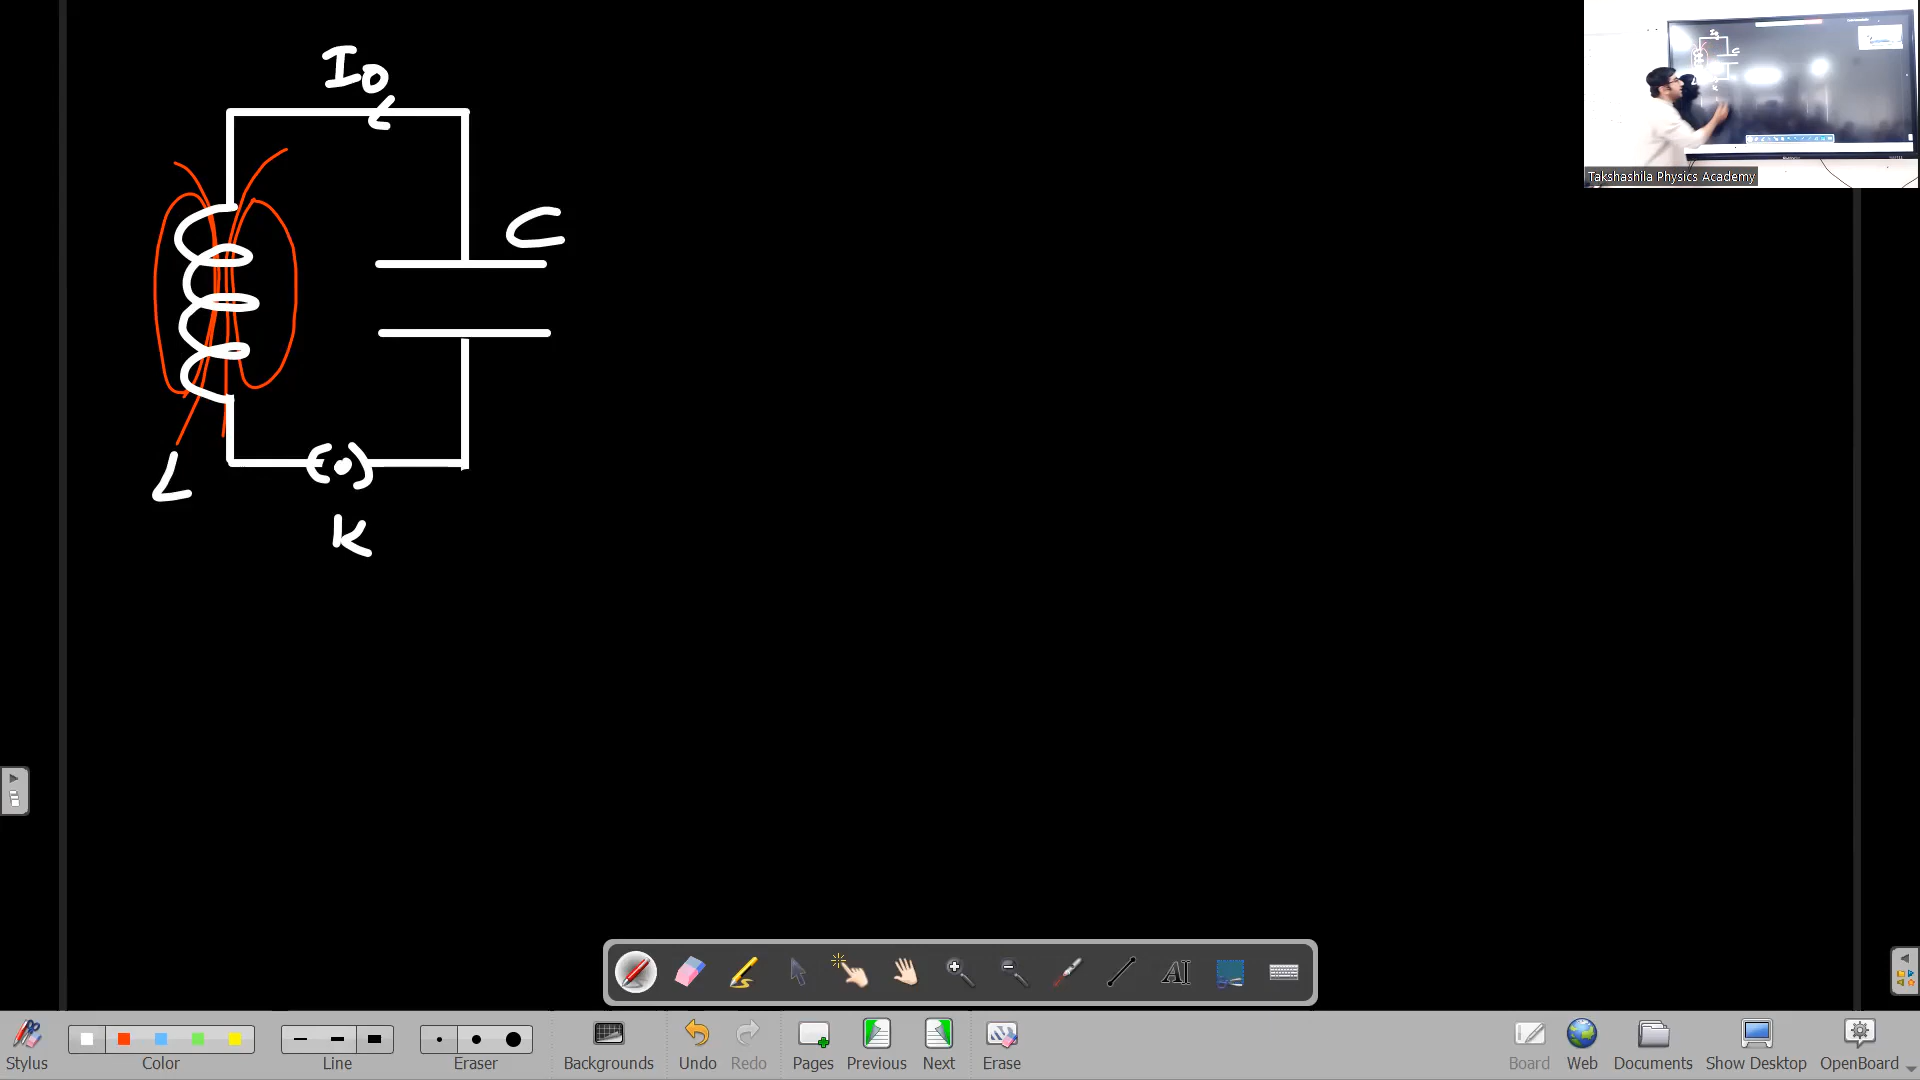 I0
C
L
K
Takshashila Physics Academy
Stylus
Color
Line
Eraser
Backgrounds
Undo
Redo
Pages
Previous
Next
Erase
Board
Web
Documents
Show Desktop
OpenBoard